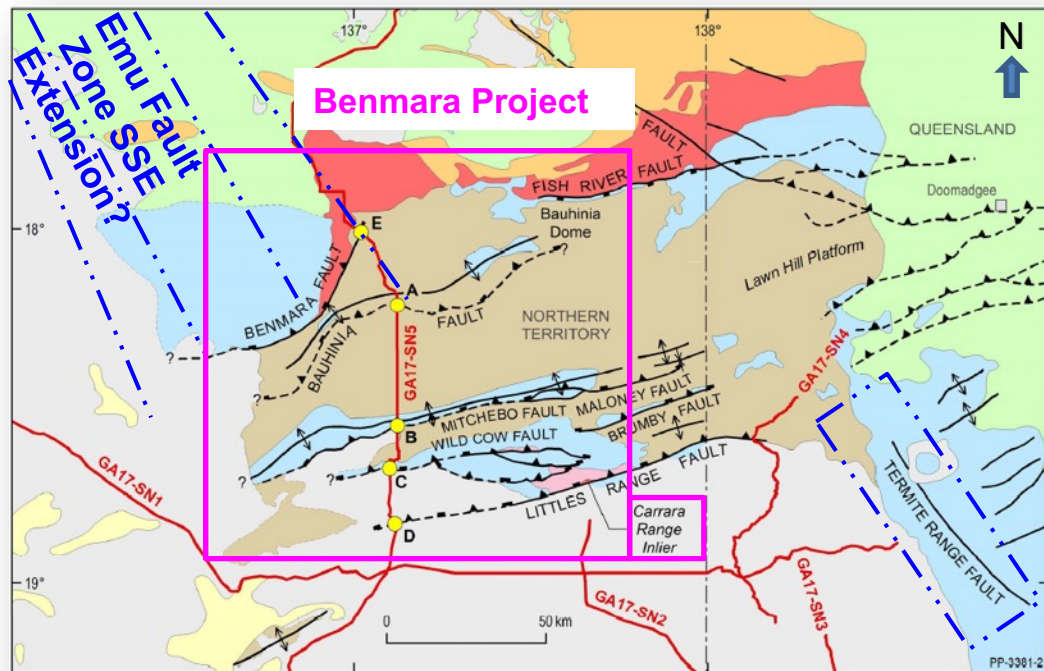 137°
138°
N
Emu Fault
Zone SSE
Extension?
Benmara Project
FAULT
QUEENSLAND
FISH RIVER FAULT
Doomadgee
18°
E
Bauhinia
Dome
?
Lawn Hill Platform
A
BENMARA FAULT
FAULT
NORTHERN
TERRITORY
?
BAUHINIA
GA17-SN5
GA17-SN4
?
MITCHEBO FAULT
MALONEY FAULT
BRUMBY FAULT
B
WILD COW FAULT
GA17-SN1
?
?
C
TERMITE RANGE FAULT
LITTLES RANGE FAULT
D
Carrara
Range
Inlier
19°
GA17-SN2
GA17-SN3
0
50 km
PP-3361-2